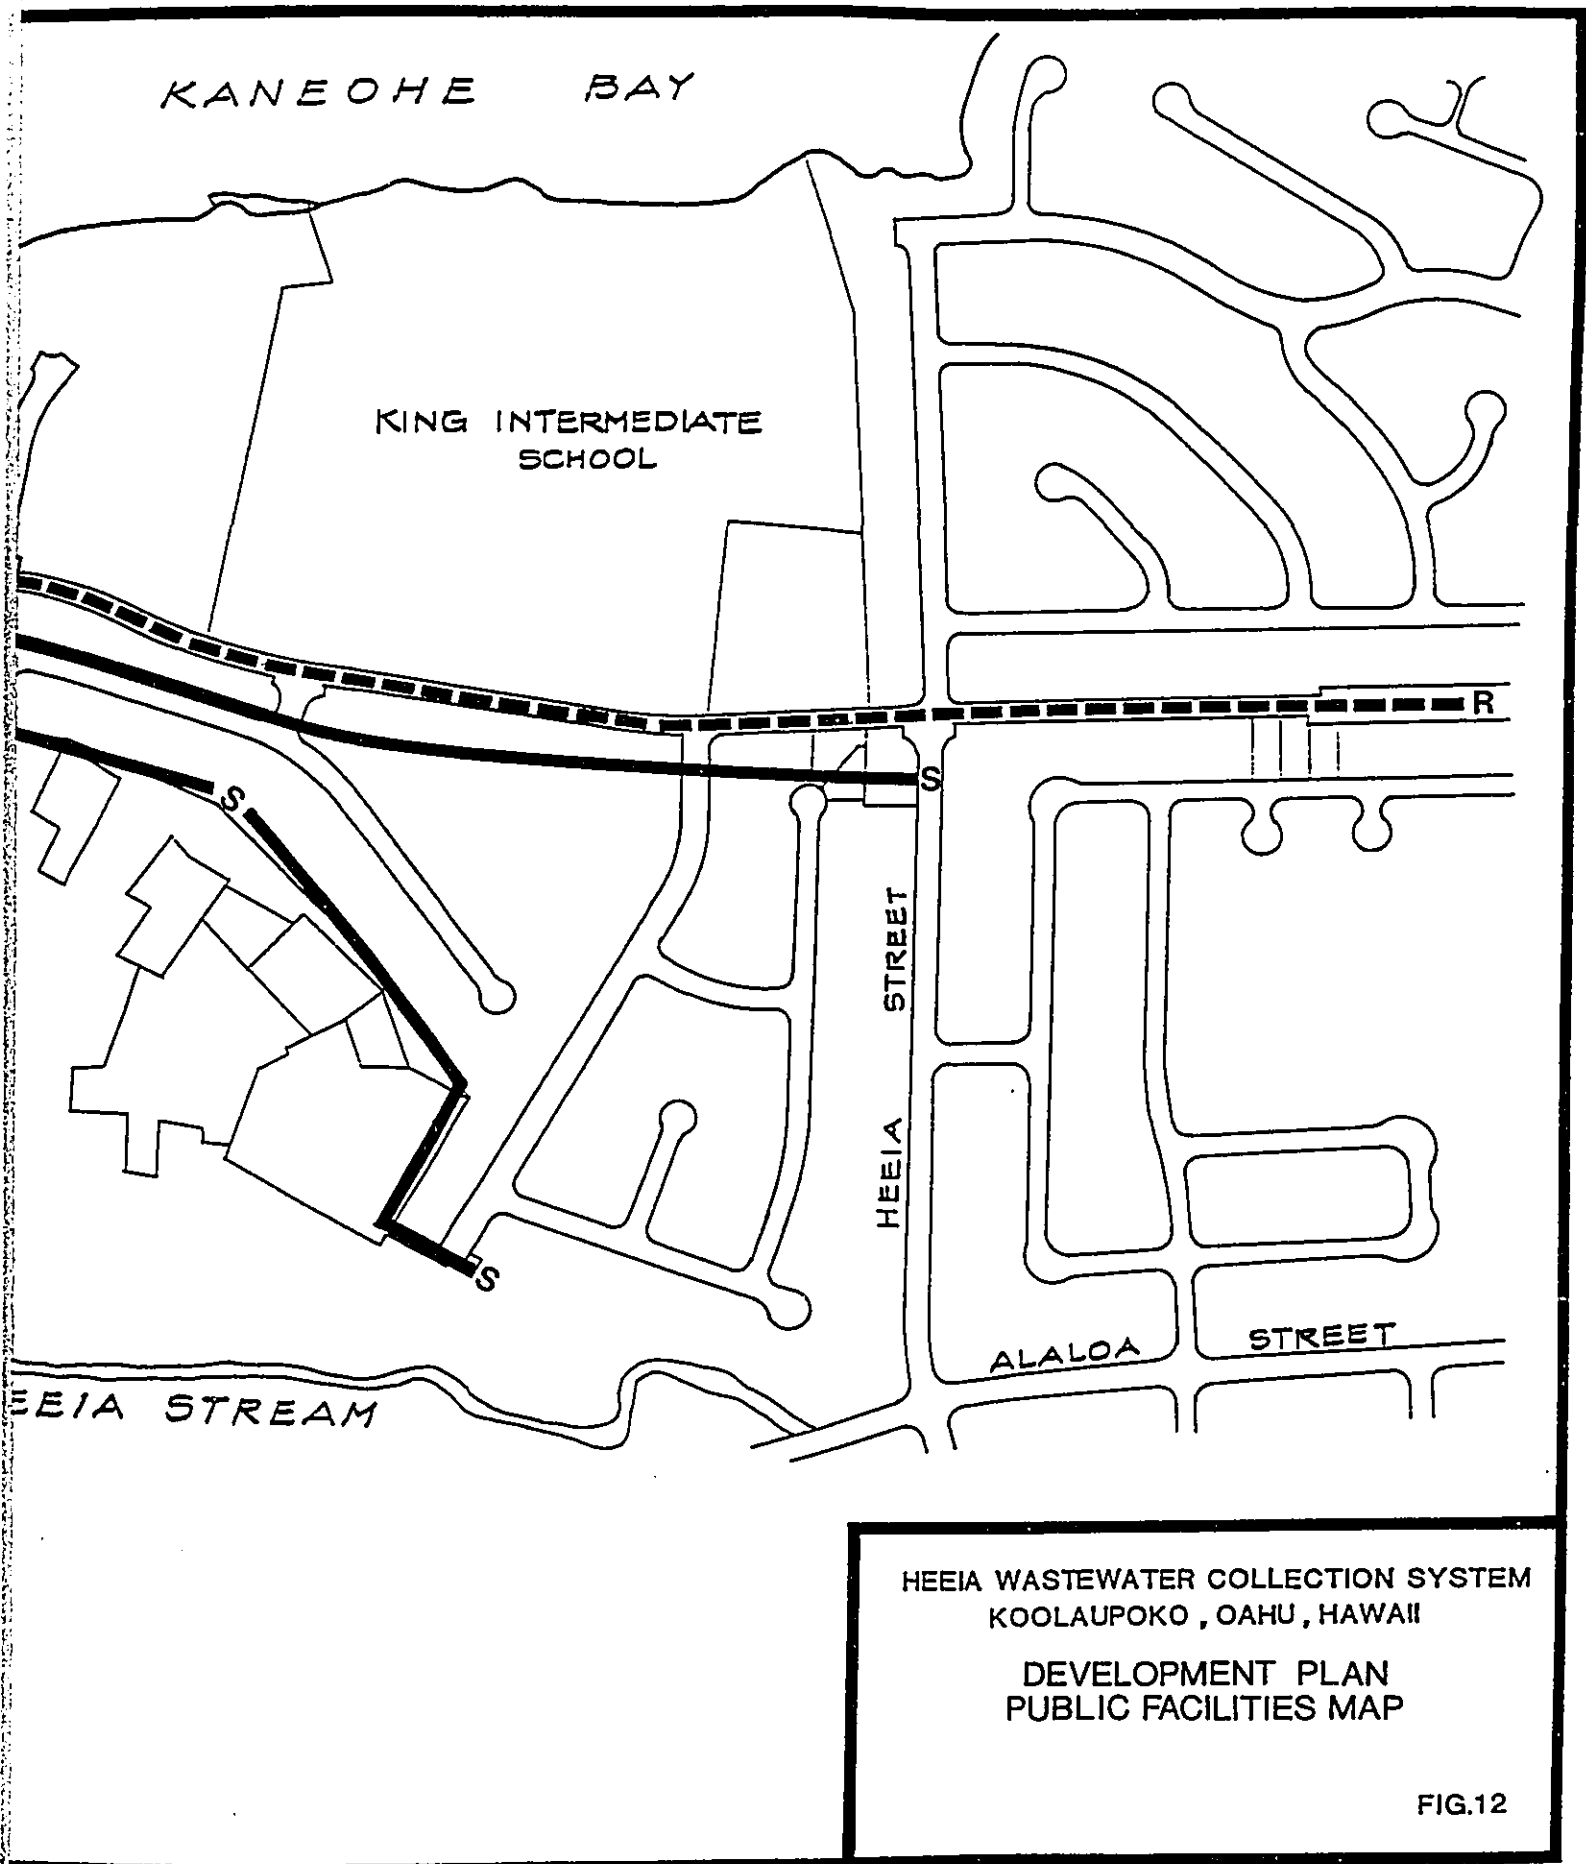 KANEOHE BAY
KING INTERMEDIATE
SCHOOL
R
S
S
HEEIA STREET
S
ALALOA STREET
EEIA STREAM
HEEIA WASTEWATER COLLECTION SYSTEM
KOOLAUPOKO , OAHU , HAWAII
DEVELOPMENT PLAN
PUBLIC FACILITIES MAP
FIG.12